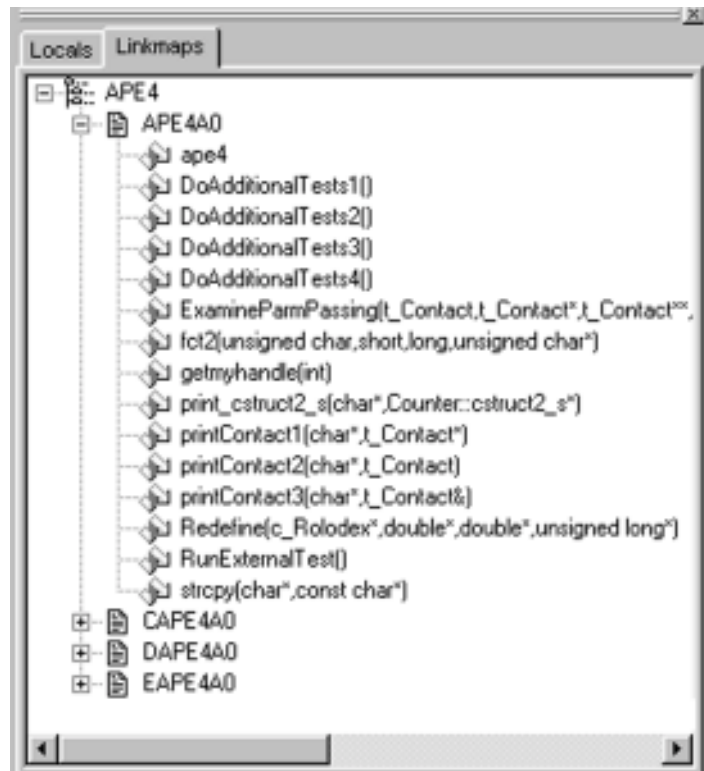 Locals Linkmaps
APE4
APE4A0
ape4
DoAdditionalTests1()
DoAdditionalTests2()
DoAdditionalTests3()
DoAdditionalTests4()
ExamineParmPassing(t_Contact,t_Contact*,t_Contact**,
fct2(unsigned char,short,long,unsigned char*)
getmyhandle(int)
print_cstruct2_s(char*,Counter::cstruct2_s*)
printContact1(char*,t_Contact*)
printContact2(char*,t_Contact)
printContact3(char*,t_Contact&)
Redefine(c_Rolodex*,double*,double*,unsigned long*)
RunExternalTest()
strcpy(char*,const char*)
CAPE4A0
DAPE4A0
EAPE4A0